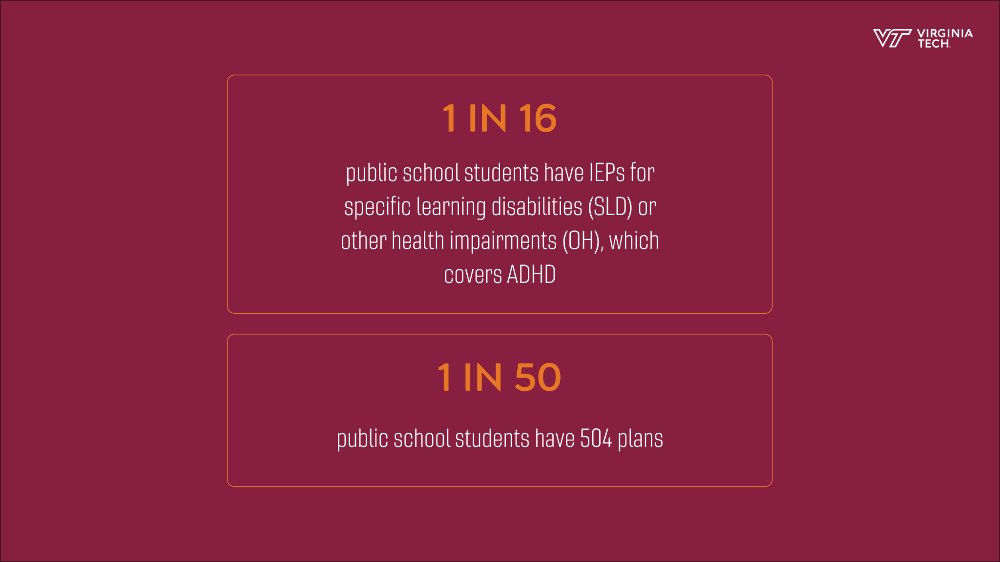 VIRGINIA
TECH
1 IN 16
public school students have IEPs for
specific learning disabilities (SLD) or
other health impairments (OH), which
covers ADHD
1 IN 50
public school students have 504 plans